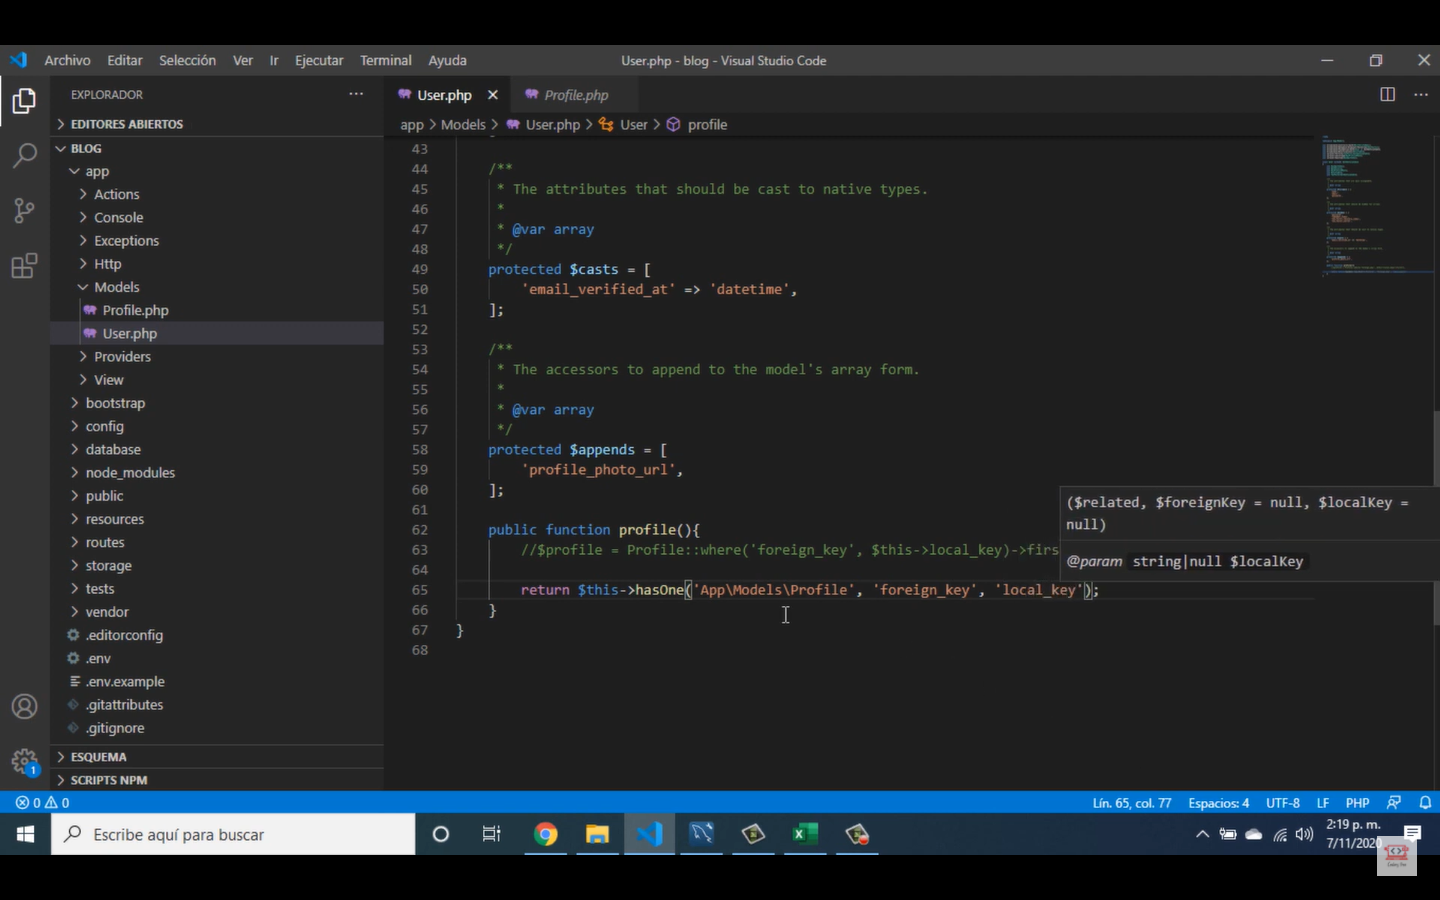 Archivo Editar Selección Ver Ir Ejecutar Terminal Ayuda
User.php - blog - Visual Studio Code
EXPLORADOR
EDITORES ABIERTOS
BLOG
app
Actions
Console
Exceptions
Http
Models
Profile.php
User.php
Providers
View
bootstrap
config
database
node_modules
public
resources
routes
storage
tests
vendor
.editorconfig
.env
.env.example
.gitattributes
.gitignore
ESQUEMA
SCRIPTS NPM
1
User.php
Profile.php
app > Models > User.php > User > profile
43
44 /**
45 * The attributes that should be cast to native types.
46 *
47 * @var array
48 */
49 protected $casts = [
50 'email_verified_at' => 'datetime',
51 ];
52
53 /**
54 * The accessors to append to the model's array form.
55 *
56 * @var array
57 */
58 protected $appends = [
59 'profile_photo_url',
60 ];
61
62 public function profile(){
63 //$profile = Profile::where('foreign_key', $this->local_key)->firs
64
65 return $this->hasOne('App\Models\Profile', 'foreign_key', 'local_key');
66 }
67 }
68
($related, $foreignKey = null, $localKey =
null)
@param string|null $localKey
0 0
Lín. 65, col. 77 Espacios: 4 UTF-8 LF PHP
Escribe aquí para buscar
2:19 p. m.
7/11/2020